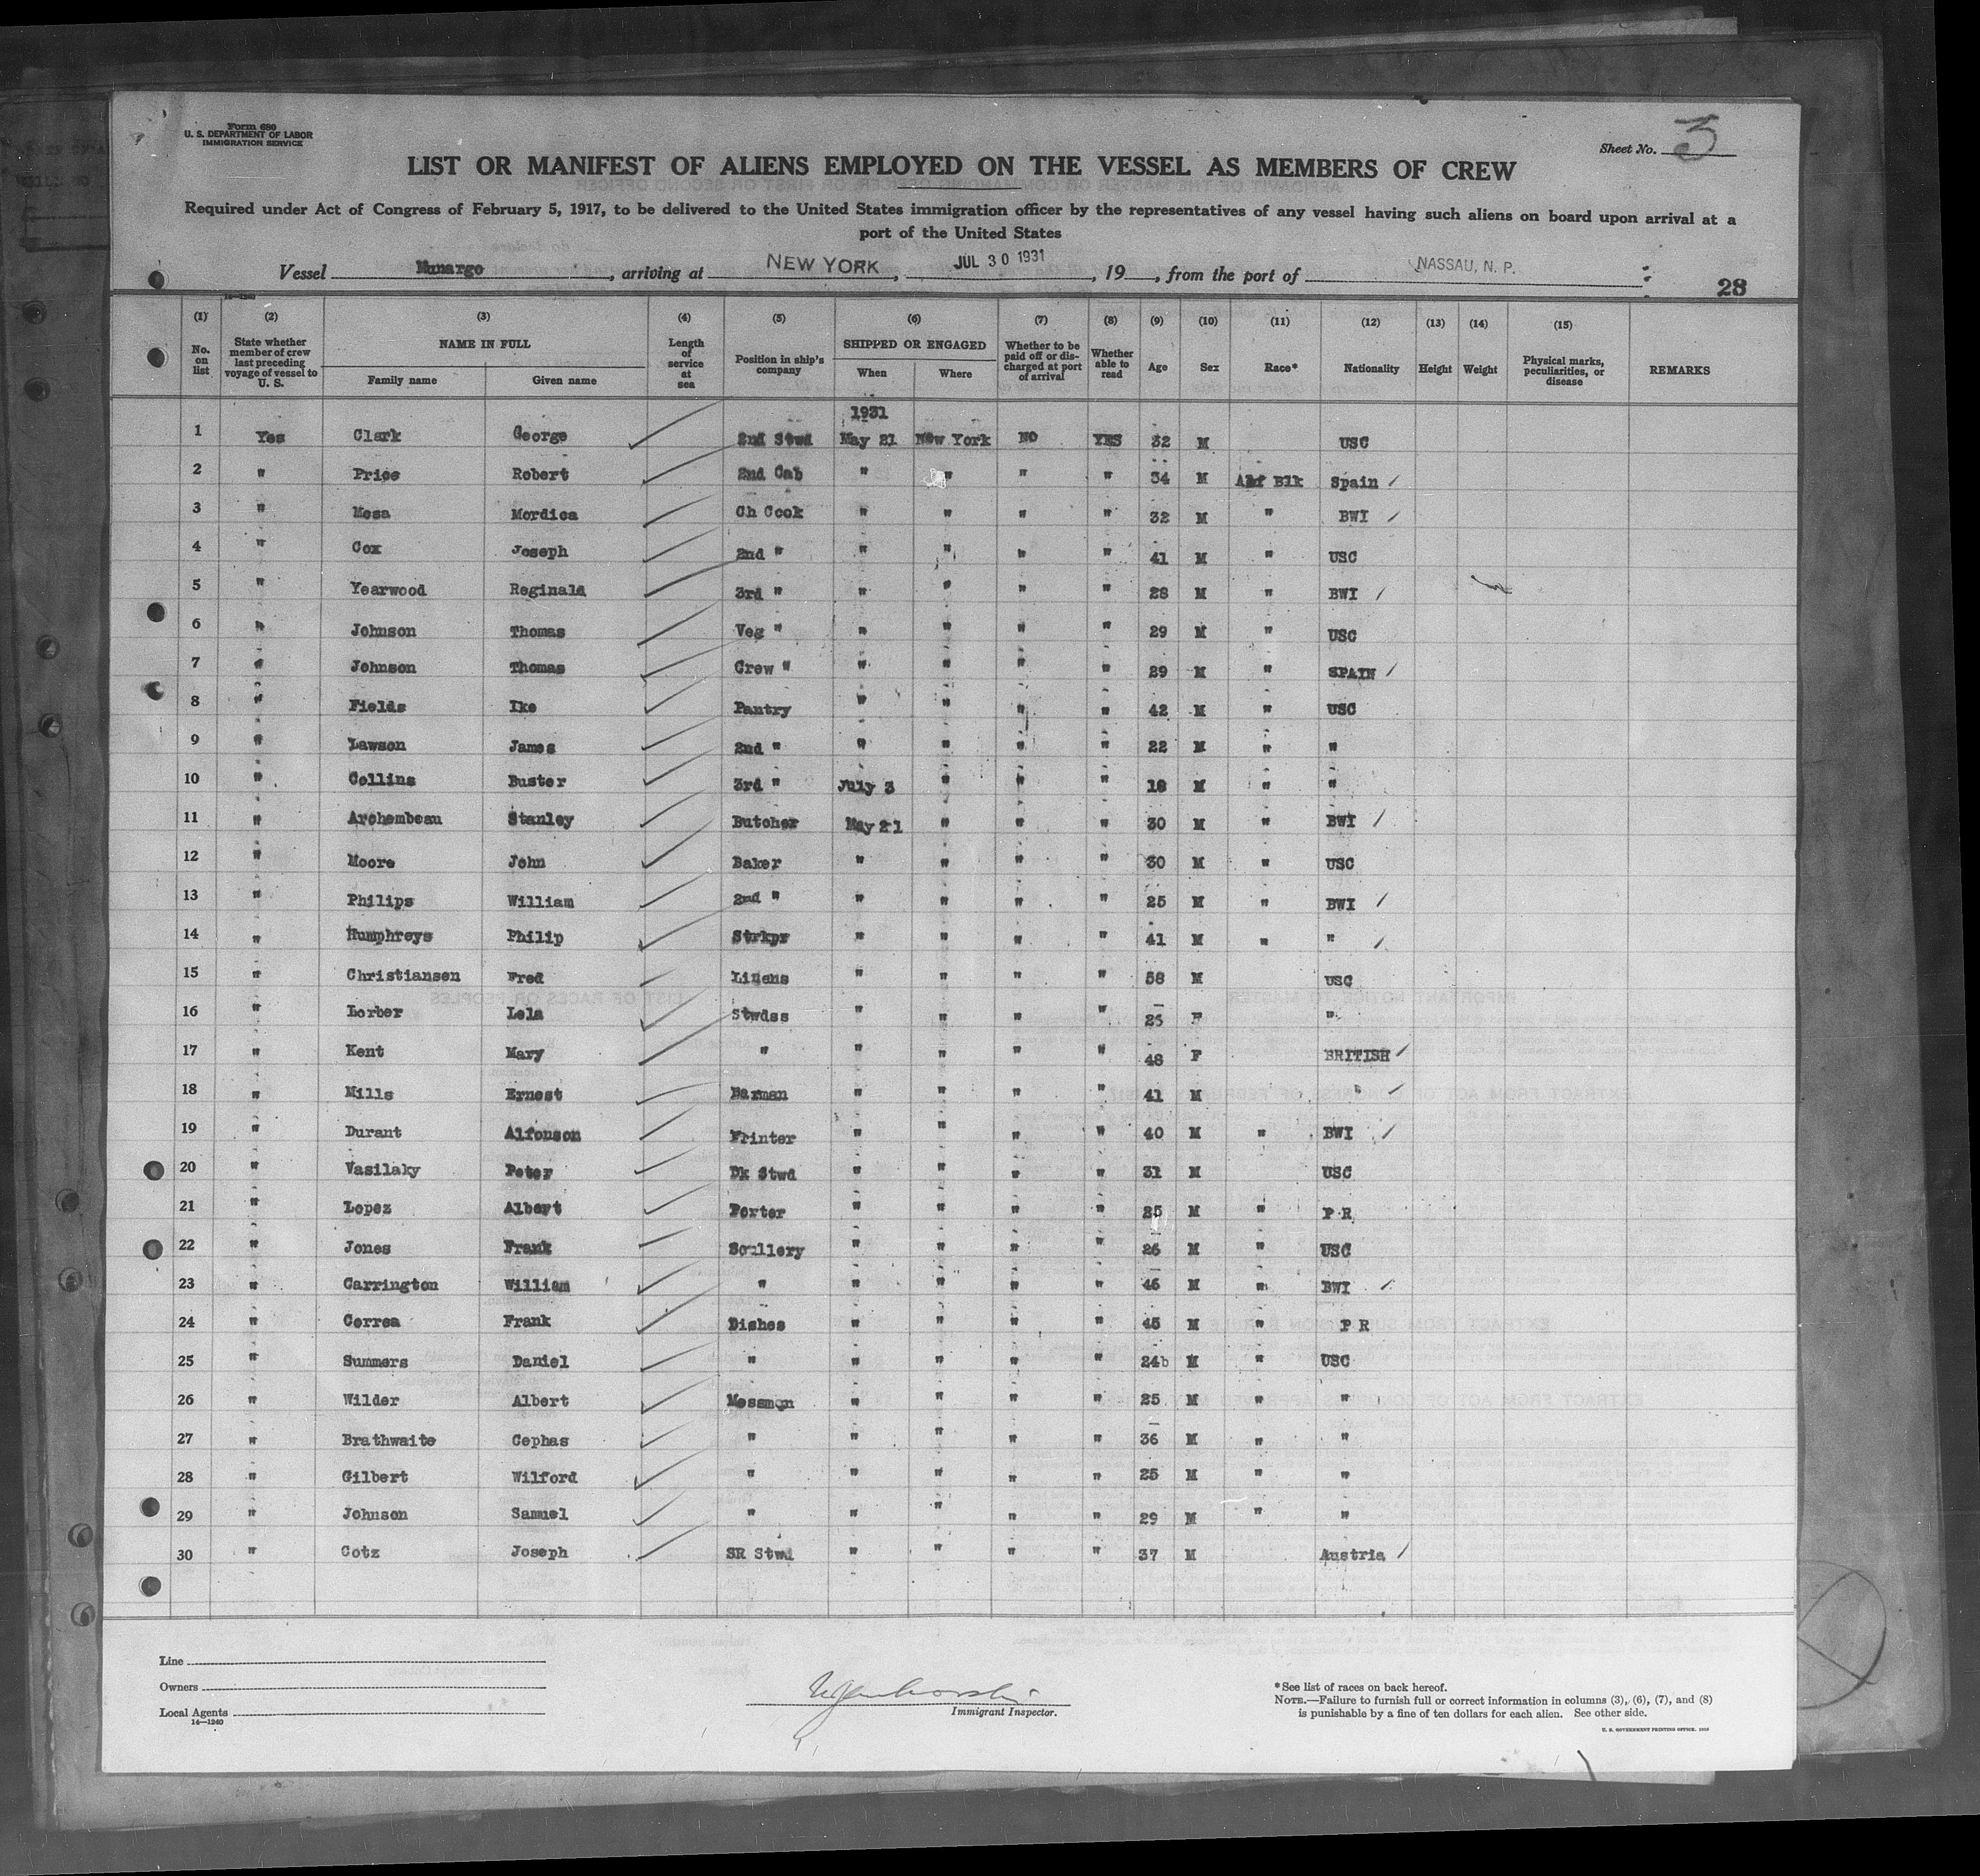 Form 680
U. S. DEPARTMENT OF LABOR
IMMIGRATION SERVICE
Sheet No. 3
LIST OR MANIFEST OF ALIENS EMPLOYED ON THE VESSEL AS MEMBERS OF CREW
Required under Act of Congress of February 5, 1917, to be delivered to the United States immigration officer by the representatives of any vessel having such aliens on board upon arrival at a
port of the United States
Vessel Munargo, arriving at NEW YORK, JUL 30 1931, 19 , from the port of NASSAU, N. P.
28
14-1240
(1) (2) (3) (4) (5) (6) (7) (8) (9) (10) (11) (12) (13) (14) (15)
No. on list State whether member of crew last preceding voyage of vessel to U. S. NAME IN FULL Family name Given name Length of service at sea Position in ship's company SHIPPED OR ENGAGED When Where Whether to be paid off or discharged at port of arrival Whether able to read Age Sex Race* Nationality Height Weight Physical marks, peculiarities, or disease REMARKS
1931
1 Yes Clark George 2nd Stwd May 21 New York NO YES 32 M USC
2 " Price Robert 2nd Cab " " " " 34 M Blk Spain
3 " Mesa Mordica Ch Cook " " " " 32 M " BWI
4 " Cox Joseph 2nd " " " " " 41 M " USC
5 " Yearwood Reginald 3rd " " " " " 28 M " BWI
6 " Johnson Thomas Veg " " " " " 29 M " USC
7 " Johnson Thomas Crew " " " " " 29 M " SPAIN
8 " Fields Ike Pantry " " " " 42 M " USC
9 " Lawson James 2nd " " " " " 22 M " "
10 " Collins Buster 3rd " July 3 " " " 18 M " "
11 " Archembeau Stanley Butcher May 21 " " " 30 M " BWI
12 " Moore John Baker " " " " 30 M " USC
13 " Philips William 2nd " " " " " 25 M " BWI
14 " Humphreys Philip Strkpr " " " " 41 M " "
15 " Christiansen Fred Linens " " " " 58 M USC
16 " Lorber Lela Stwdss " " " " 25 F "
17 " Kent Mary " " " " " 48 F BRITISH
18 " Mills Ernest Barman " " " " 41 M "
19 " Durant Alfonson Printer " " " " 40 M " BWI
20 " Vasilaky Peter Dk Stwd " " " " 31 M USC
21 " Lopez Albert Porter " " " " 25 M " P R
22 " Jones Frank Scullery " " " " 26 M " USC
23 " Carrington William " " " " " 46 M " BWI
24 " Correa Frank Dishes " " " " 45 M " P R
25 " Summers Daniel " " " " " 24b M " USC
26 " Wilder Albert Messman " " " " 25 M " "
27 " Brathwaite Cephas " " " " " 36 M " "
28 " Gilbert Wilford " " " " " 25 M " "
29 " Johnson Samuel " " " " " 29 M " "
30 " Cotz Joseph SR Stwd " " " " 37 M Austria
Line
Owners
Local Agents
14-1240
Immigrant Inspector.
*See list of races on back hereof.
NOTE.—Failure to furnish full or correct information in columns (3), (6), (7), and (8)
is punishable by a fine of ten dollars for each alien. See other side.
U. S. GOVERNMENT PRINTING OFFICE.